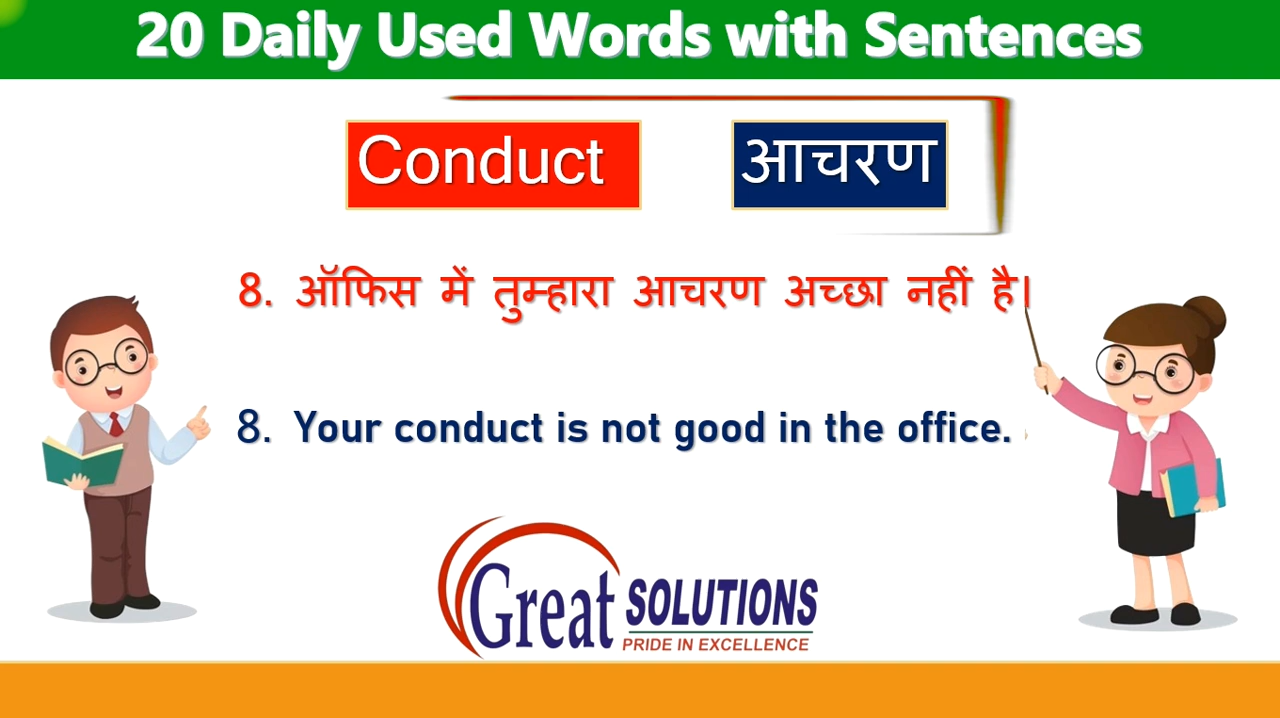 20 Daily Used Words with Sentences
Conduct आचरण
8. ऑफिस में तुम्हारा आचरण अच्छा नहीं है।
8. Your conduct is not good in the office.
Great SOLUTIONS
PRIDE IN EXCELLENCE